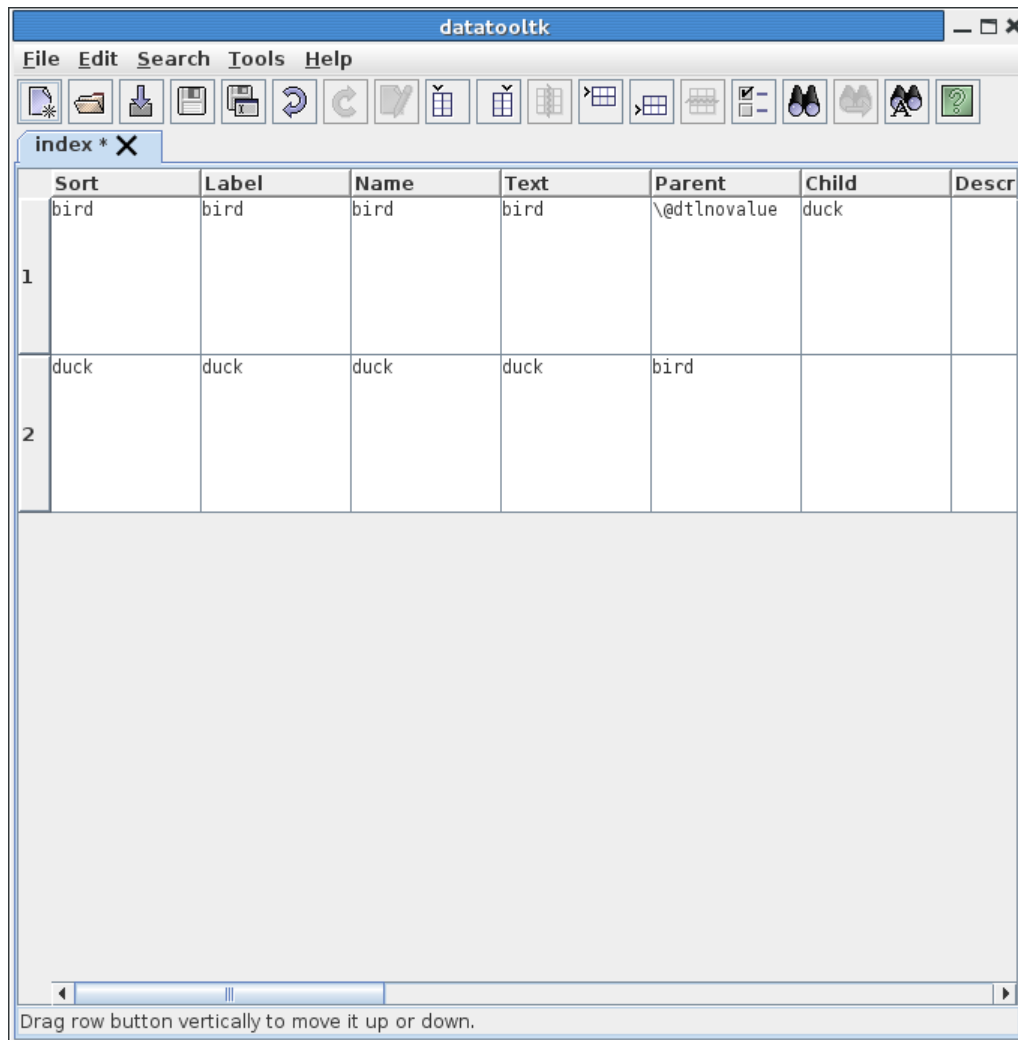 datatooltk
File Edit Search Tools Help
index *
Sort Label Name Text Parent Child Descr
1 bird bird bird bird \@dtlnovalue duck
2 duck duck duck duck bird
Drag row button vertically to move it up or down.